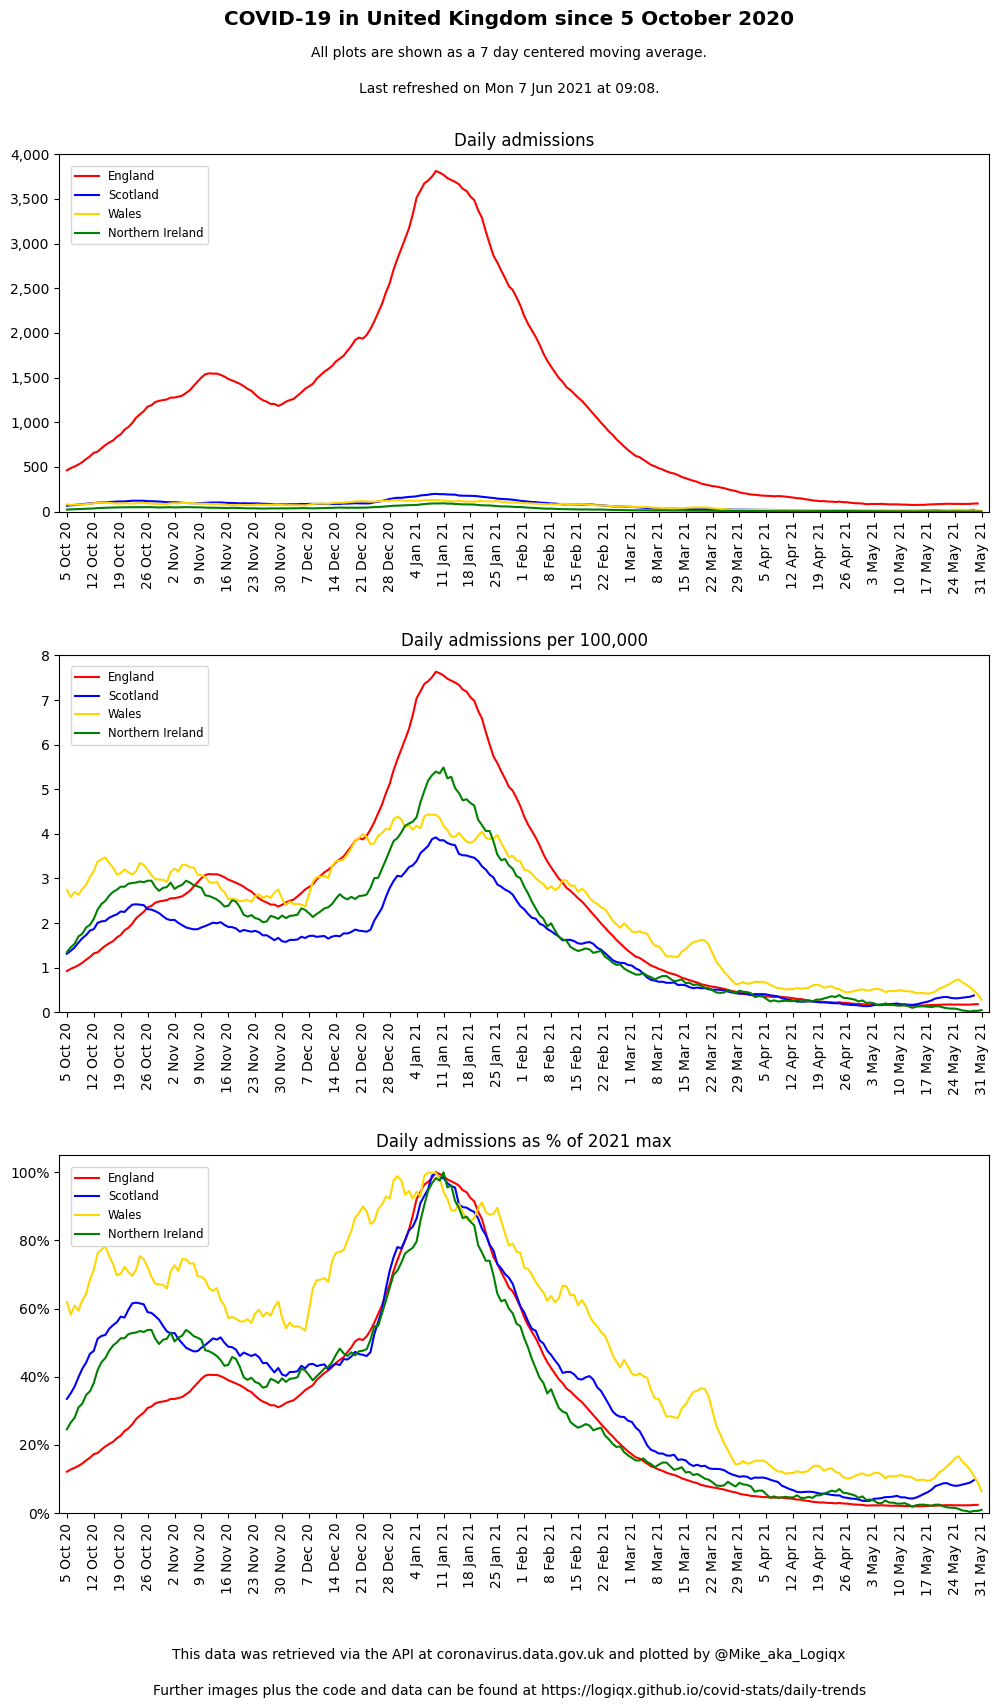 COVID-19 in United Kingdom since 5 October 2020
All plots are shown as a 7 day centered moving average.
Last refreshed on Mon 7 Jun 2021 at 09:08.
Daily admissions
4,000
3,500
3,000
2,500
2,000
1,500
1,000
500
0
England
Scotland
Wales
Northern Ireland
5 Oct 20
12 Oct 20
19 Oct 20
26 Oct 20
2 Nov 20
9 Nov 20
16 Nov 20
23 Nov 20
30 Nov 20
7 Dec 20
14 Dec 20
21 Dec 20
28 Dec 20
4 Jan 21
11 Jan 21
18 Jan 21
25 Jan 21
1 Feb 21
8 Feb 21
15 Feb 21
22 Feb 21
1 Mar 21
8 Mar 21
15 Mar 21
22 Mar 21
29 Mar 21
5 Apr 21
12 Apr 21
19 Apr 21
26 Apr 21
3 May 21
10 May 21
17 May 21
24 May 21
31 May 21
Daily admissions per 100,000
8
7
6
5
4
3
2
1
0
England
Scotland
Wales
Northern Ireland
5 Oct 20
12 Oct 20
19 Oct 20
26 Oct 20
2 Nov 20
9 Nov 20
16 Nov 20
23 Nov 20
30 Nov 20
7 Dec 20
14 Dec 20
21 Dec 20
28 Dec 20
4 Jan 21
11 Jan 21
18 Jan 21
25 Jan 21
1 Feb 21
8 Feb 21
15 Feb 21
22 Feb 21
1 Mar 21
8 Mar 21
15 Mar 21
22 Mar 21
29 Mar 21
5 Apr 21
12 Apr 21
19 Apr 21
26 Apr 21
3 May 21
10 May 21
17 May 21
24 May 21
31 May 21
Daily admissions as % of 2021 max
100%
80%
60%
40%
20%
0%
England
Scotland
Wales
Northern Ireland
5 Oct 20
12 Oct 20
19 Oct 20
26 Oct 20
2 Nov 20
9 Nov 20
16 Nov 20
23 Nov 20
30 Nov 20
7 Dec 20
14 Dec 20
21 Dec 20
28 Dec 20
4 Jan 21
11 Jan 21
18 Jan 21
25 Jan 21
1 Feb 21
8 Feb 21
15 Feb 21
22 Feb 21
1 Mar 21
8 Mar 21
15 Mar 21
22 Mar 21
29 Mar 21
5 Apr 21
12 Apr 21
19 Apr 21
26 Apr 21
3 May 21
10 May 21
17 May 21
24 May 21
31 May 21
This data was retrieved via the API at coronavirus.data.gov.uk and plotted by @Mike_aka_Logiqx
Further images plus the code and data can be found at https://logiqx.github.io/covid-stats/daily-trends